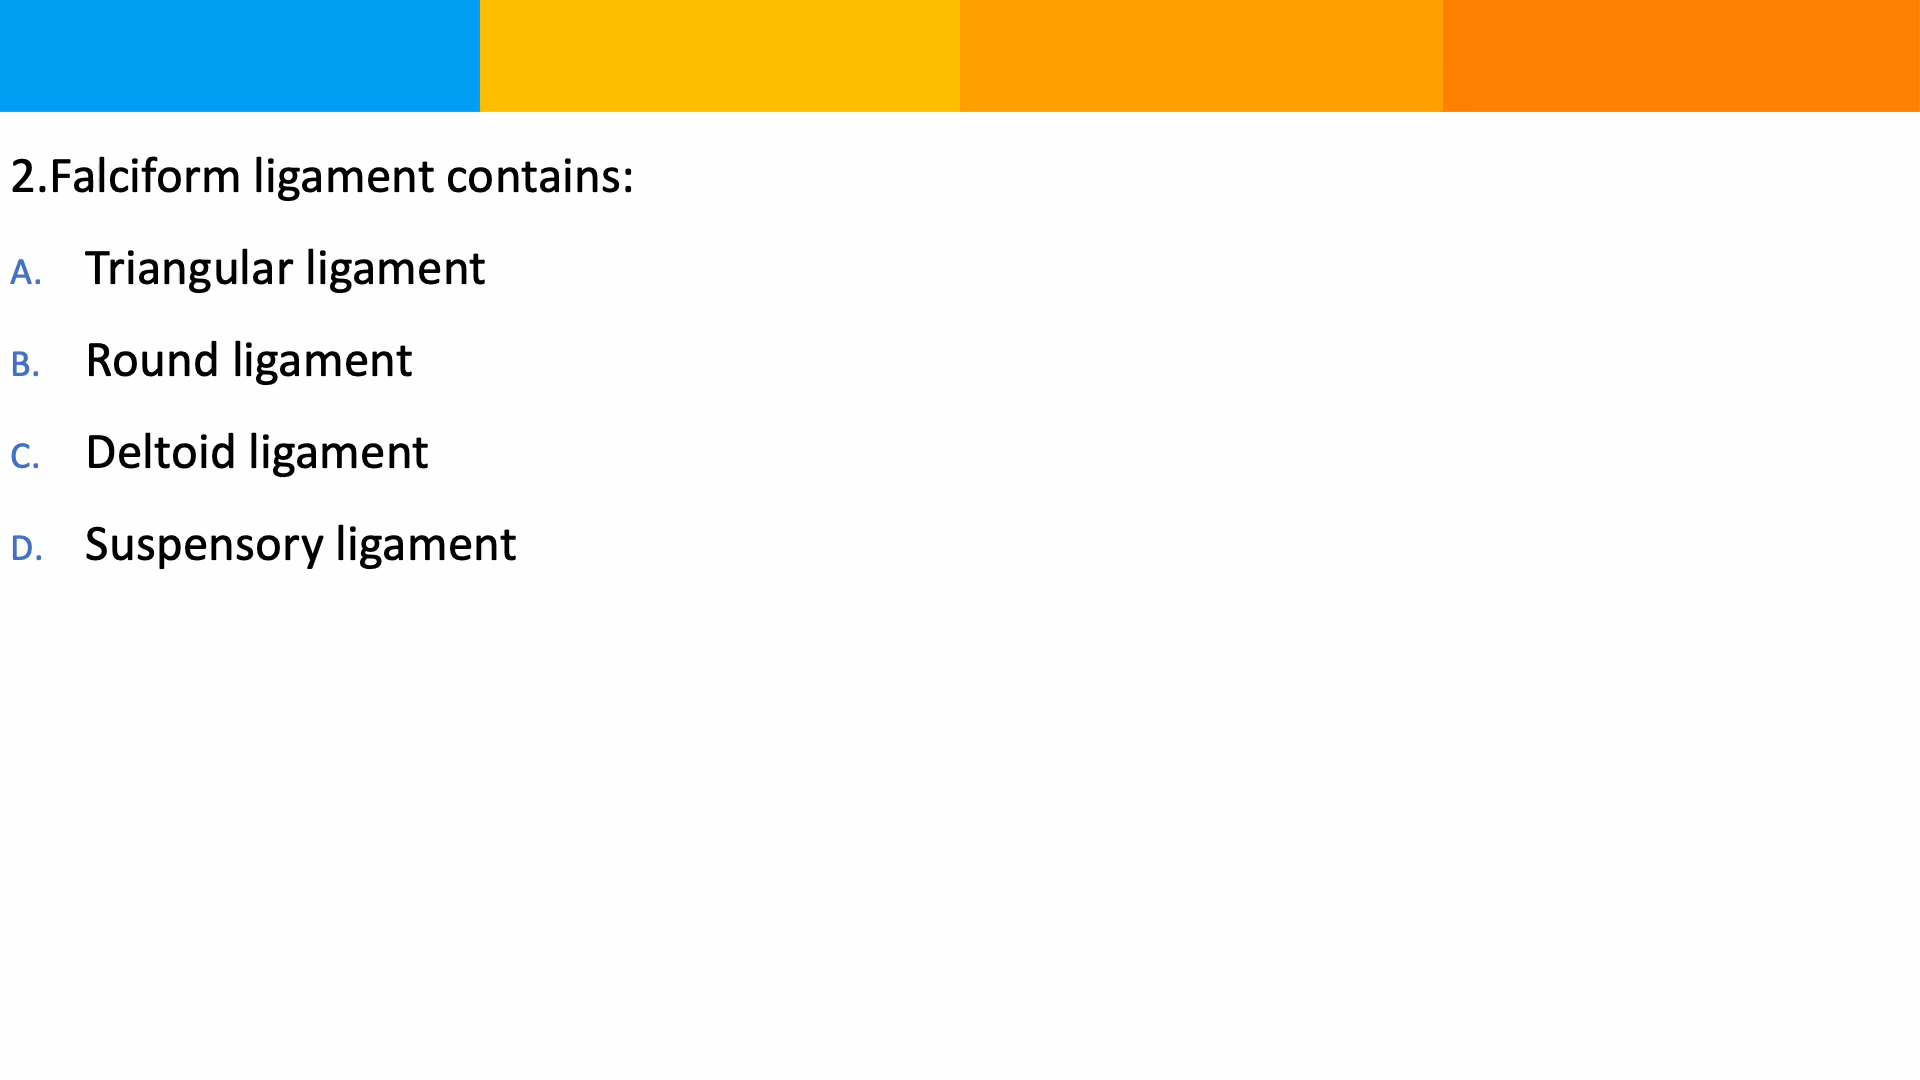 2.Falciform ligament contains:
A. Triangular ligament
B. Round ligament
C. Deltoid ligament
D. Suspensory ligament